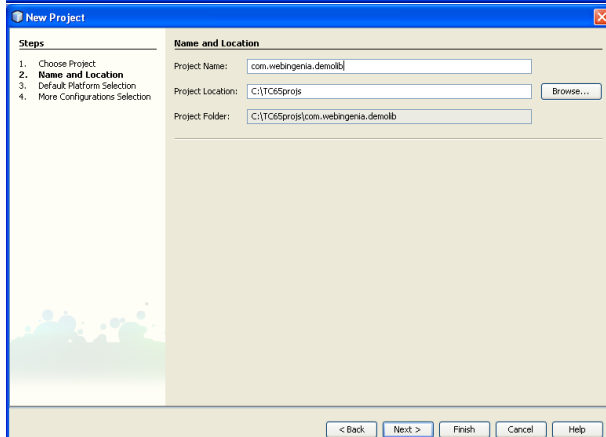 New Project
Steps
1. Choose Project
2. Name and Location
3. Default Platform Selection
4. More Configurations Selection
Name and Location
Project Name: com.webingenia.demolib
Project Location: C:\TC65projs Browse...
Project Folder: C:\TC65projs\com.webingenia.demolib
< Back Next > Finish Cancel Help